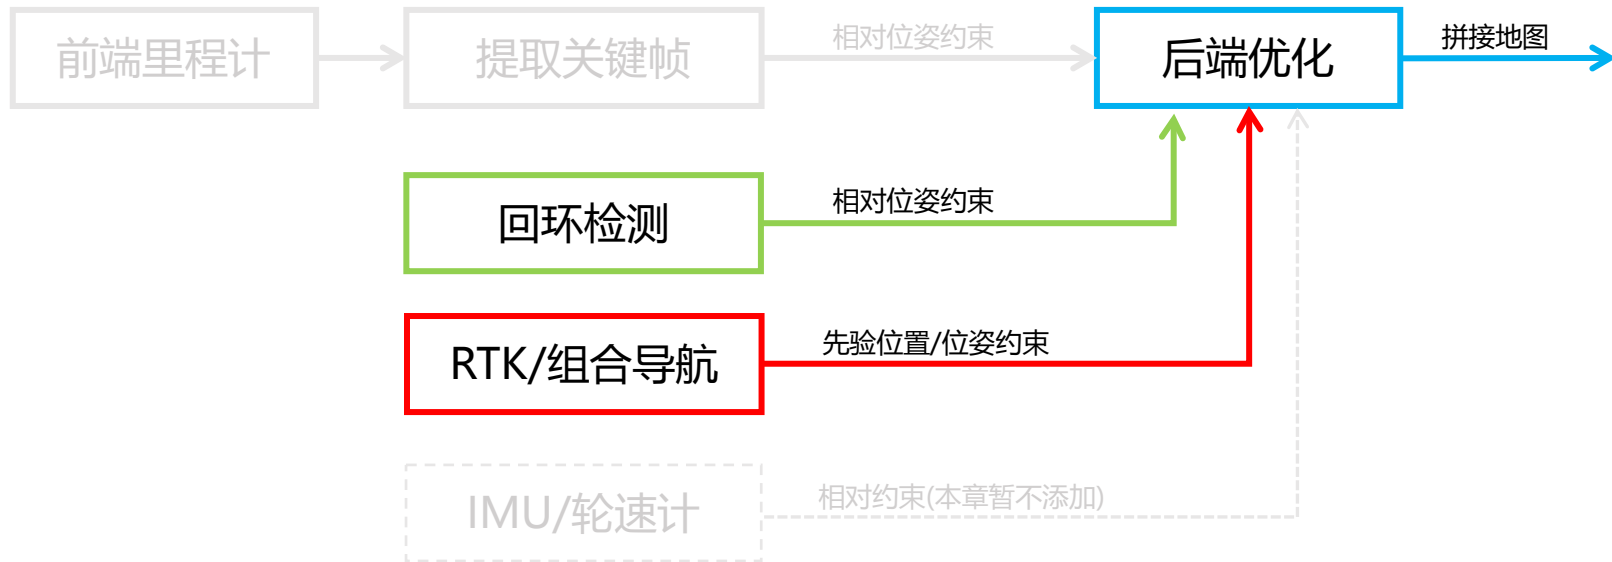 前端里程计
提取关键帧
相对位姿约束
后端优化
拼接地图
回环检测
相对位姿约束
RTK/组合导航
先验位置/位姿约束
IMU/轮速计
相对约束(本章暂不添加)